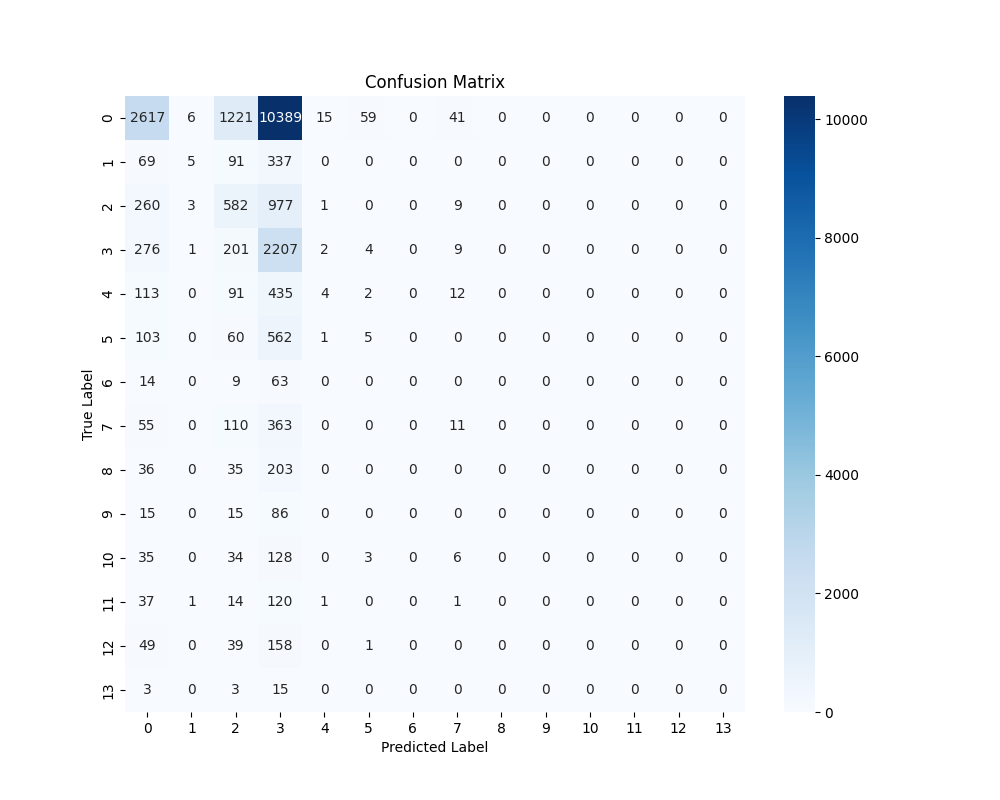 Confusion Matrix
0 2617 6 1221 10389 15 59 0 41 0 0 0 0 0 0 10000
1 69 5 91 337 0 0 0 0 0 0 0 0 0 0
2 260 3 582 977 1 0 0 9 0 0 0 0 0 0 8000
3 276 1 201 2207 2 4 0 9 0 0 0 0 0 0
4 113 0 91 435 4 2 0 12 0 0 0 0 0 0
5 103 0 60 562 1 5 0 0 0 0 0 0 0 0 6000
6 14 0 9 63 0 0 0 0 0 0 0 0 0 0
True Label
7 55 0 110 363 0 0 0 11 0 0 0 0 0 0
8 36 0 35 203 0 0 0 0 0 0 0 0 0 0 4000
9 15 0 15 86 0 0 0 0 0 0 0 0 0 0
10 35 0 34 128 0 3 0 6 0 0 0 0 0 0
11 37 1 14 120 1 0 0 1 0 0 0 0 0 0 2000
12 49 0 39 158 0 1 0 0 0 0 0 0 0 0
13 3 0 3 15 0 0 0 0 0 0 0 0 0 0
0
0 1 2 3 4 5 6 7 8 9 10 11 12 13
Predicted Label